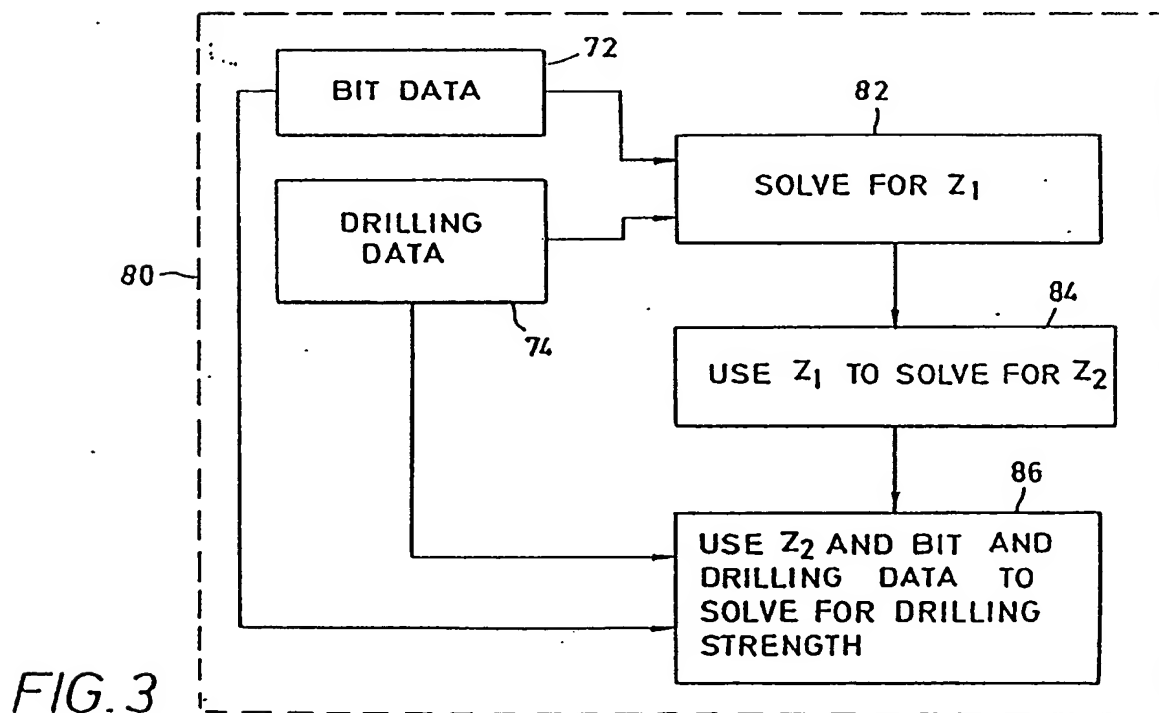 72
BIT DATA
82
SOLVE FOR Z1
DRILLING
DATA
80
74
84
USE Z1 TO SOLVE FOR Z2
86
USE Z2 AND BIT AND
DRILLING DATA TO
SOLVE FOR DRILLING
STRENGTH
FIG.3